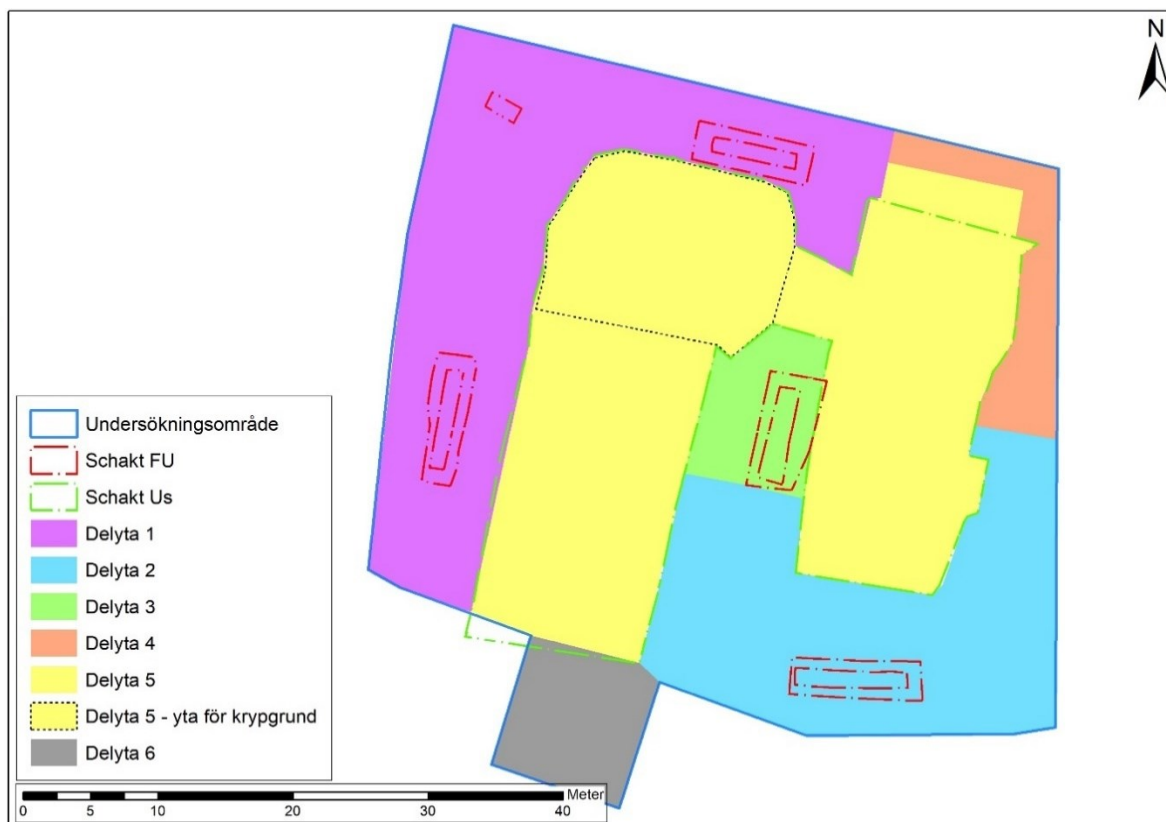 N
Undersökningsområde
Schakt FU
Schakt Us
Delyta 1
Delyta 2
Delyta 3
Delyta 4
Delyta 5
Delyta 5 - yta för krypgrund
Delyta 6
Meter
0 5 10 20 30 40